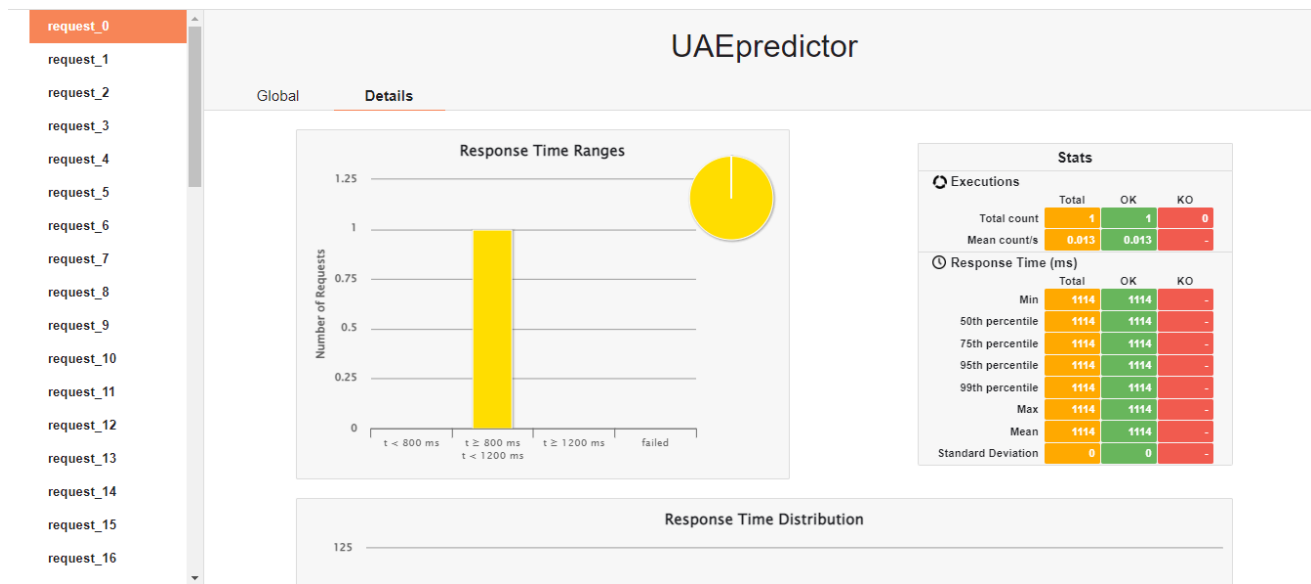 request_0
request_1
request_2
request_3
request_4
request_5
request_6
request_7
request_8
request_9
request_10
request_11
request_12
request_13
request_14
request_15
request_16
UAEpredictor
Global Details
Response Time Ranges
Number of Requests
1.25
1
0.75
0.5
0.25
0
t < 800 ms
t ≥ 800 ms
t < 1200 ms
t ≥ 1200 ms
failed
Stats
Executions
Total OK KO
Total count 1 1 0
Mean count/s 0.013 0.013 -
Response Time (ms)
Total OK KO
Min 1114 1114 -
50th percentile 1114 1114 -
75th percentile 1114 1114 -
95th percentile 1114 1114 -
99th percentile 1114 1114 -
Max 1114 1114 -
Mean 1114 1114 -
Standard Deviation 0 0 -
Response Time Distribution
125